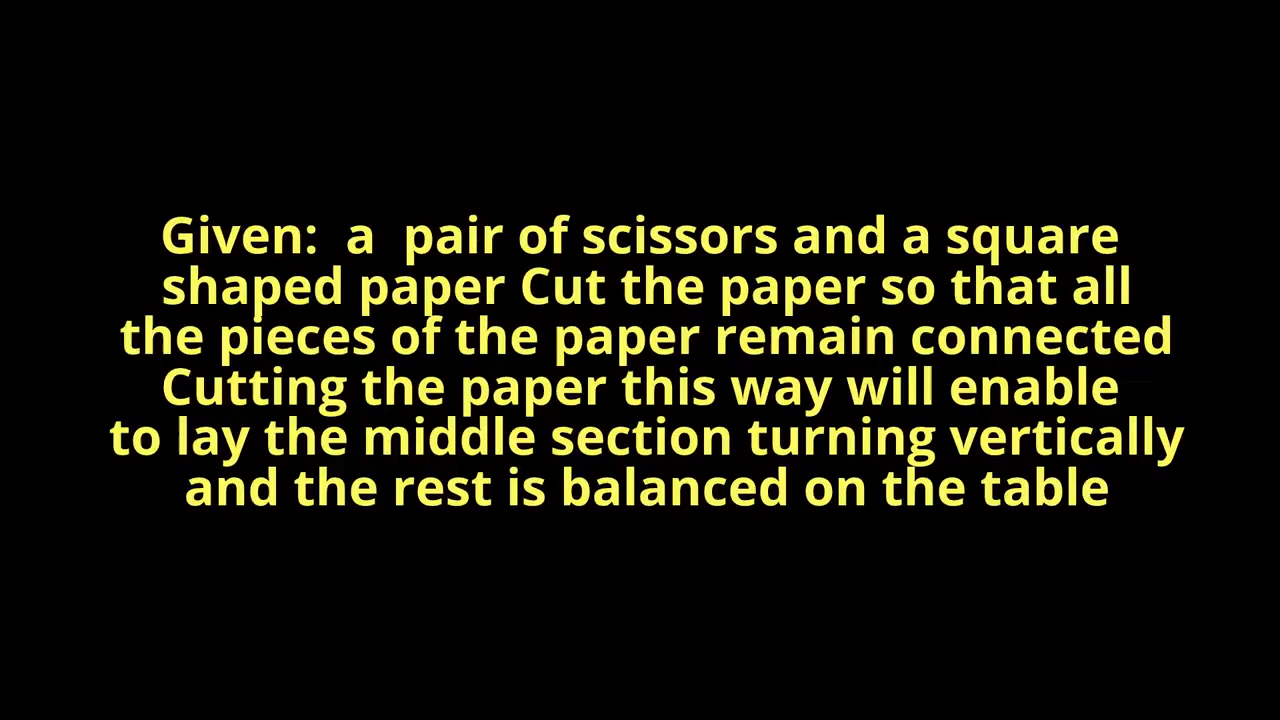 Given:  a  pair of scissors and a square
shaped paper Cut the paper so that all
the pieces of the paper remain connected
Cutting the paper this way will enable
to lay the middle section turning vertically
and the rest is balanced on the table